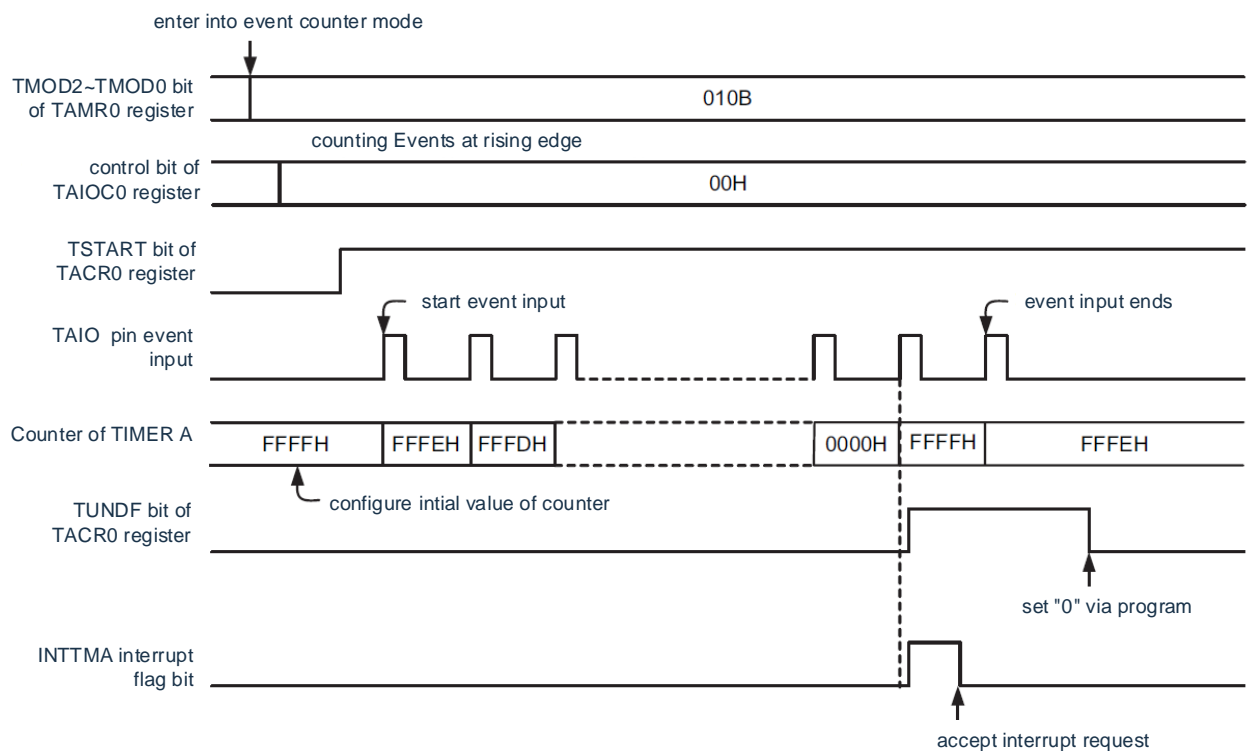 enter into event counter mode
TMOD2~TMOD0 bit
of TAMR0 register
010B
counting Events at rising edge
control bit of
TAIOC0 register
00H
TSTART bit of
TACR0 register
start event input
event input ends
TAIO pin event
input
Counter of TIMER A
FFFFH FFFEH FFFDH 0000H FFFFH FFFEH
configure intial value of counter
TUNDF bit of
TACR0 register
set "0" via program
INTTMA interrupt
flag bit
accept interrupt request